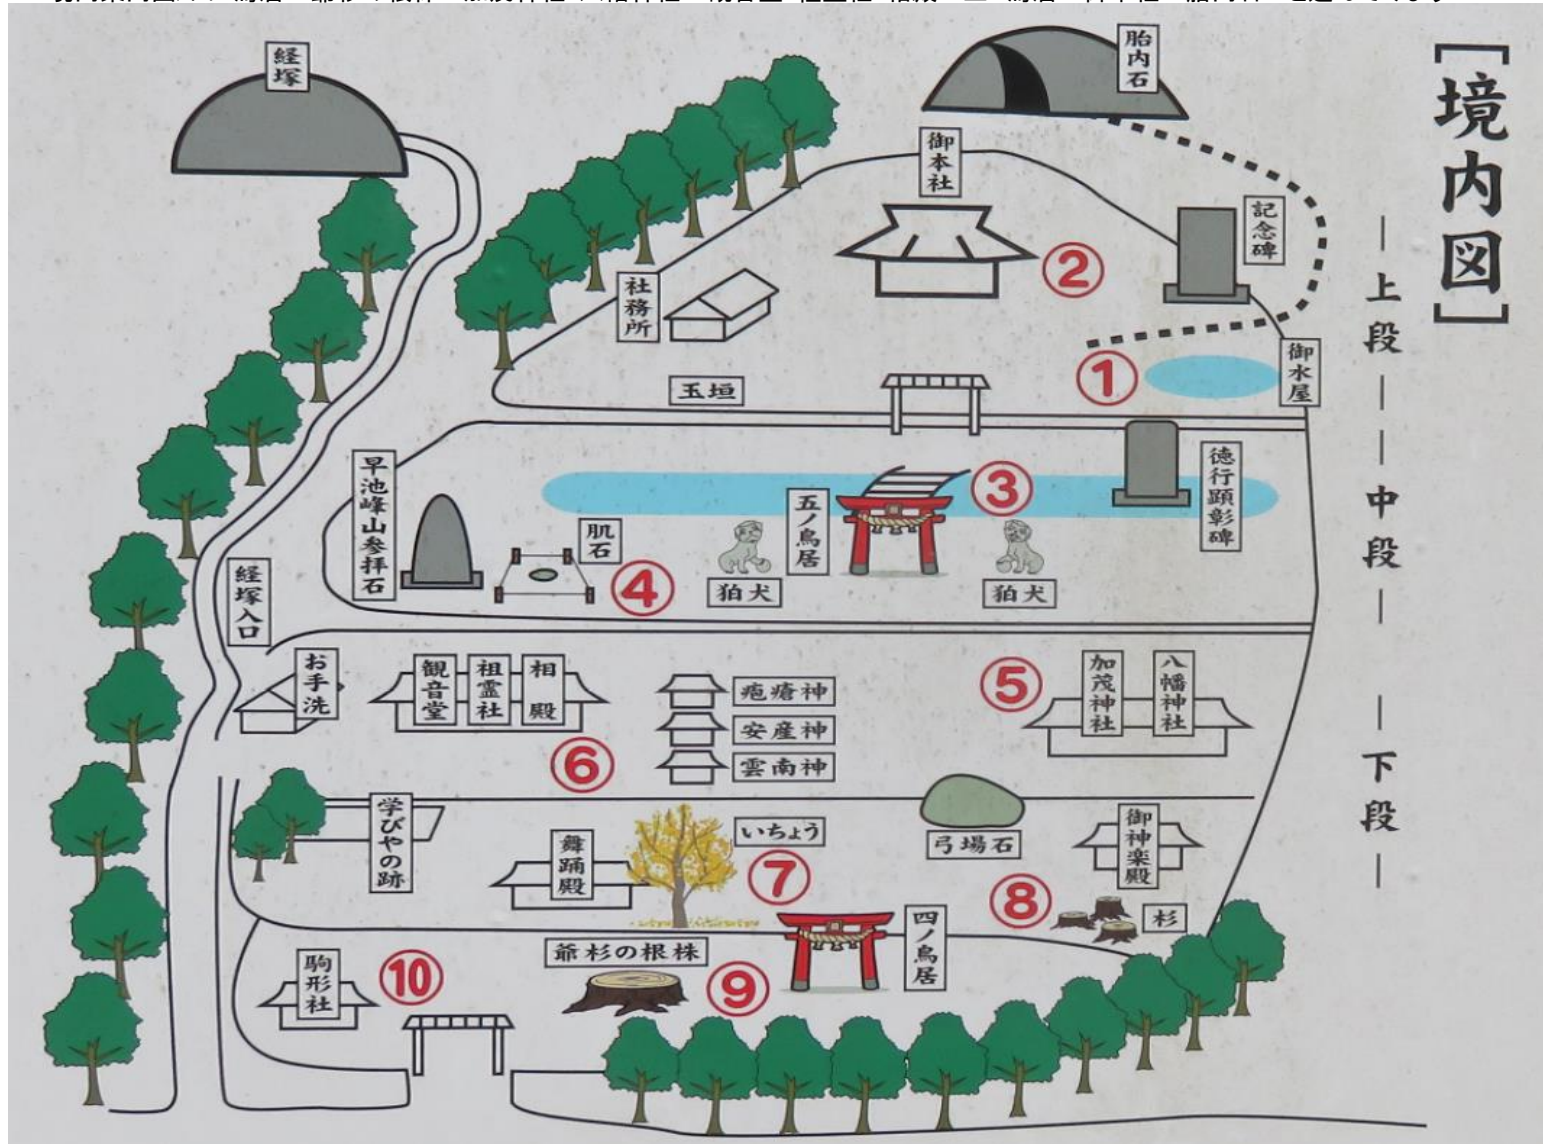 [境内図]
上段
中段
下段
経塚
胎内石
御本社
記念碑
②
社務所
御水屋
①
玉垣
早池峰山参拝石
徳行顕彰碑
③
五ノ鳥居
肌石
④
狛犬
狛犬
経塚入口
お手洗
観音堂
祖霊社
相殿
疱瘡神
安産神
雲南神
⑤
加茂神社
八幡神社
⑥
学びやの跡
舞踊殿
いちょう
⑦
弓場石
御神楽殿
⑧
杉
四ノ鳥居
爺杉の根株
⑨
駒形社
⑩